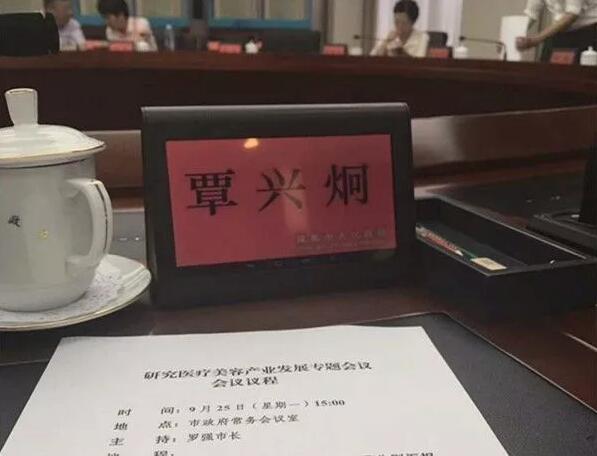 覃兴炯
研究医疗美容产业发展专题会议
会议议程
时 间：9月25日（星期一）15:00
地 点：市政府常务会议室
主 持：罗强市长
议 程：